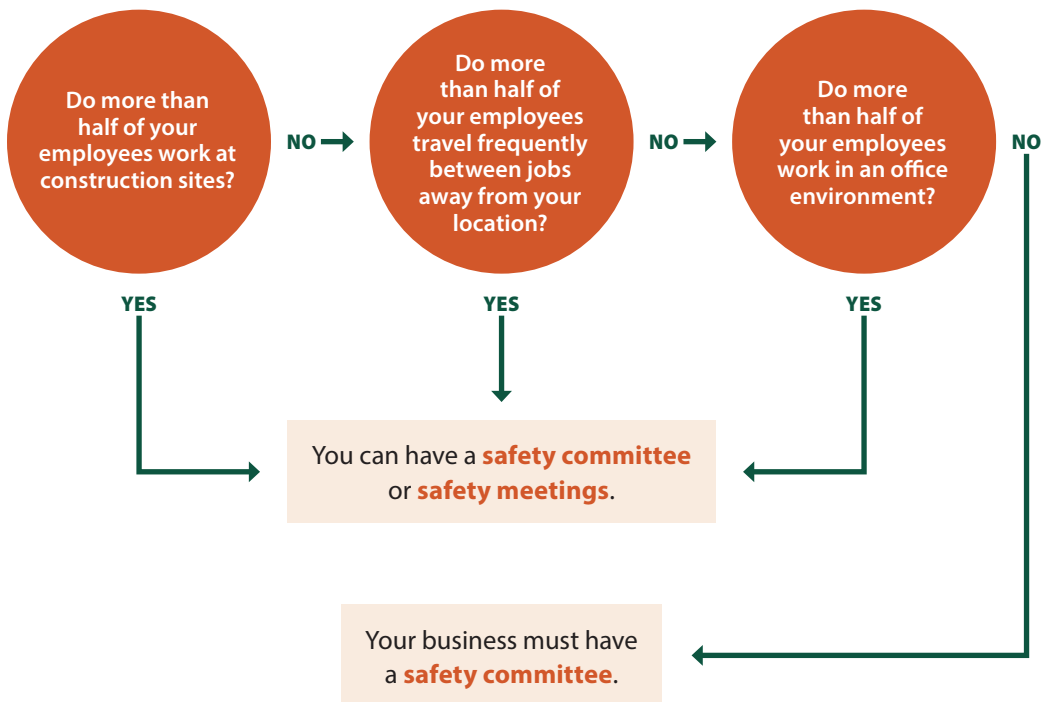 Do more than
half of your
employees work at
construction sites?
NO
Do more
than half of
your employees
travel frequently
between jobs
away from your
location?
NO
Do more
than half of
your employees
work in an office
environment?
NO
YES
YES
YES
You can have a safety committee
or safety meetings.
Your business must have
a safety committee.